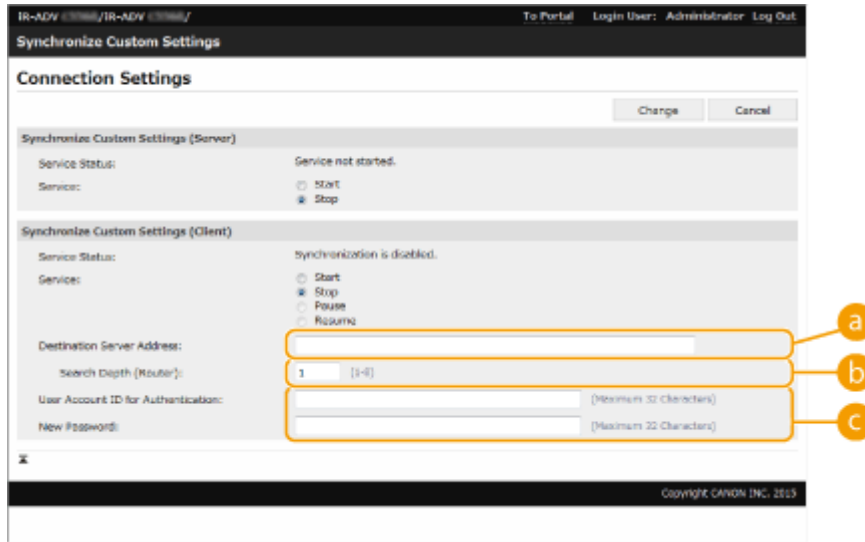 IR-ADV /IR-ADV /
To Portal Login User: Administrator Log Out
Synchronize Custom Settings
Connection Settings
Change Cancel
Synchronize Custom Settings (Server)
Service Status: Service not started.
Service: Start
Stop
Synchronize Custom Settings (Client)
Service Status: Synchronization is disabled.
Service: Start
Stop
Pause
Resume
Destination Server Address:
a
Search Depth (Router): 1 [1-8]
b
User Account ID for Authentication: [Maximum 32 Characters]
New Password: [Maximum 32 Characters]
c
Copyright CANON INC. 2015